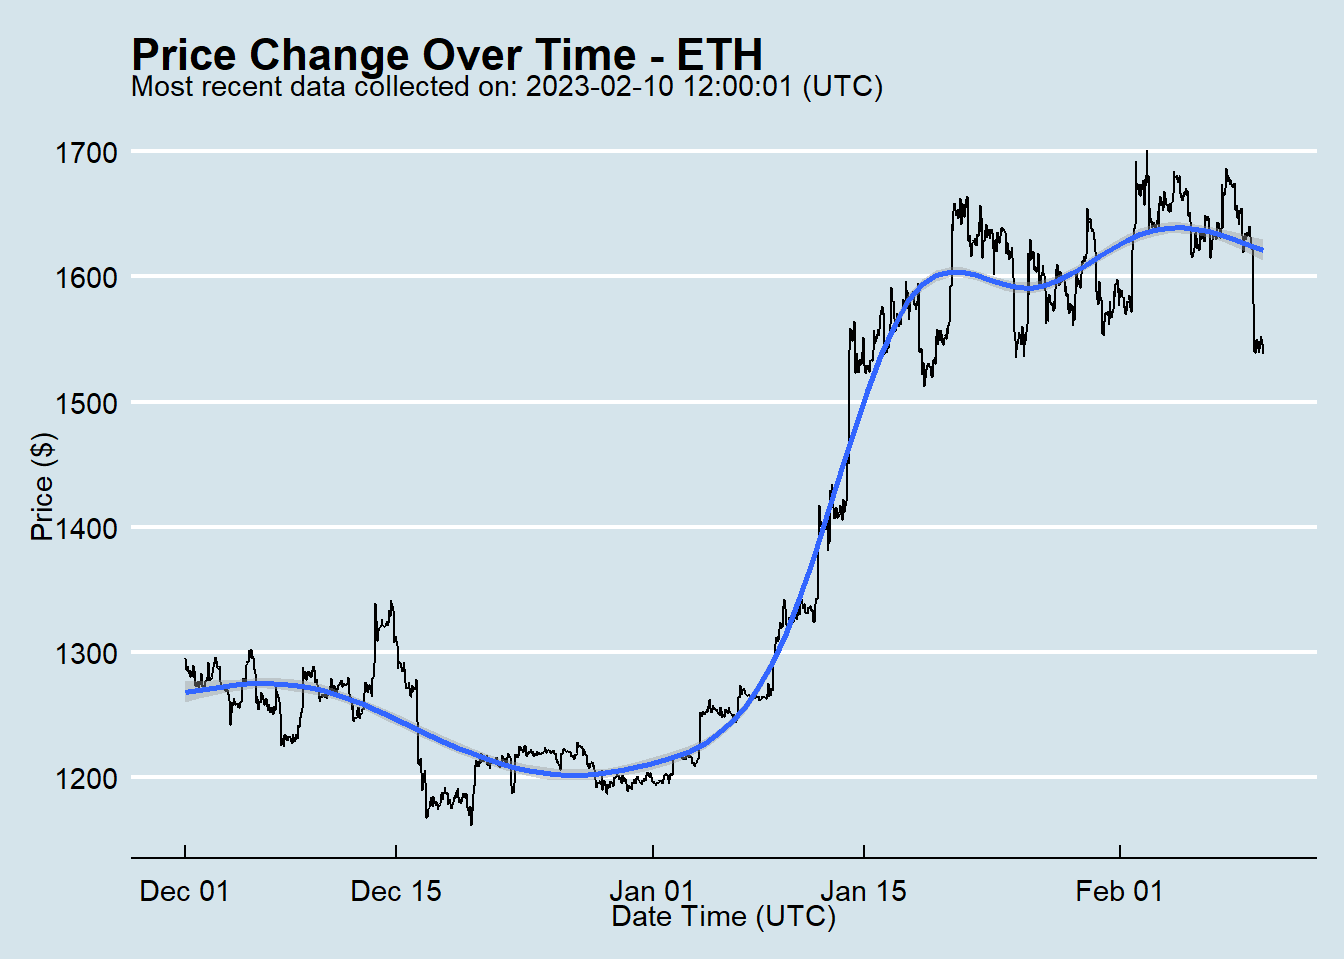 Price Change Over Time - ETH
Most recent data collected on: 2023-02-10 12:00:01 (UTC)
1700
1600
1500
1400
1300
1200
Price ($)
Dec 01
Dec 15
Jan 01
Jan 15
Feb 01
Date Time (UTC)